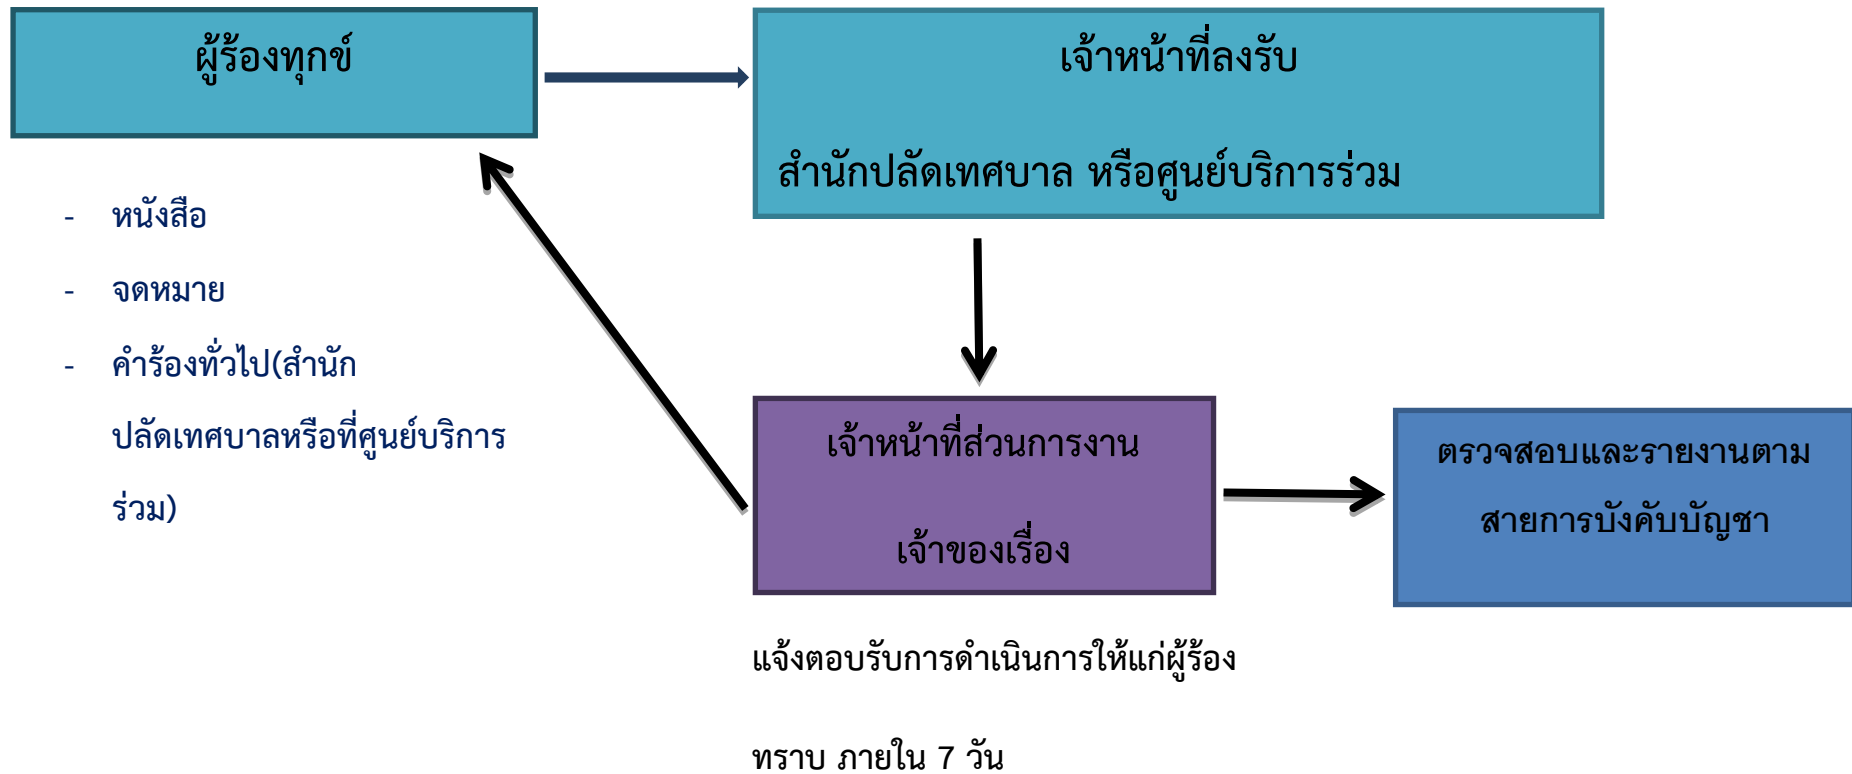 ผู้ร้องทุกข์
เจ้าหน้าที่ลงรับ
สำนักปลัดเทศบาล หรือศูนย์บริการร่วม
- หนังสือ
- จดหมาย
- คำร้องทั่วไป(สำนัก
ปลัดเทศบาลหรือที่ศูนย์บริการ
ร่วม)
เจ้าหน้าที่ส่วนการงาน
เจ้าของเรื่อง
ตรวจสอบและรายงานตาม
สายการบังคับบัญชา
แจ้งตอบรับการดำเนินการให้แก่ผู้ร้อง
ทราบ ภายใน 7 วัน